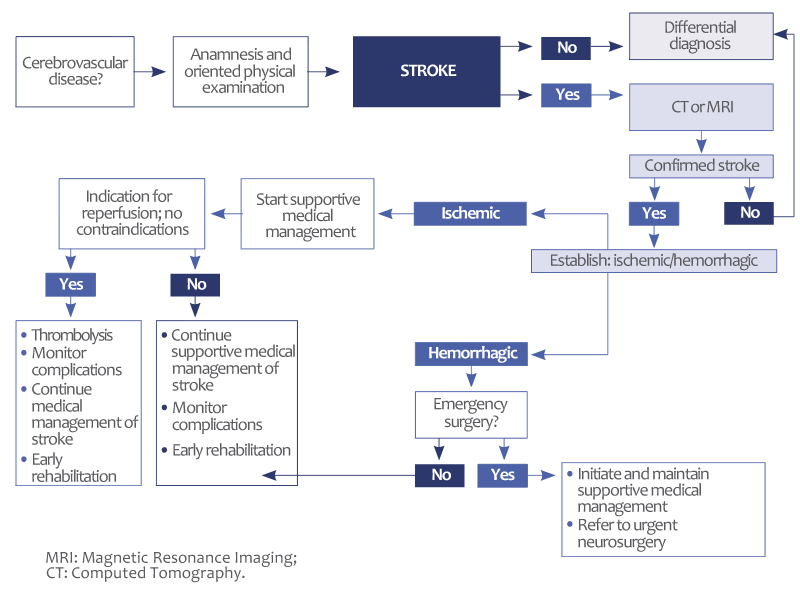 Cerebrovascular
disease?
Anamnesis and
oriented physical
examination
STROKE
No
Differential
diagnosis
Yes
CT or MRI
Confirmed stroke
Yes
No
Establish: ischemic/hemorrhagic
Ischemic
Start supportive
medical
management
Indication for
reperfusion; no
contraindications
Yes
No
• Thrombolysis
• Monitor
complications
• Continue
medical
management of
stroke
• Early
rehabilitation
• Continue
supportive medical
management of
stroke
• Monitor
complications
• Early rehabilitation
Hemorrhagic
Emergency
surgery?
No
Yes
• Initiate and maintain
supportive medical
management
• Refer to urgent
neurosurgery
MRI: Magnetic Resonance Imaging;
CT: Computed Tomography.